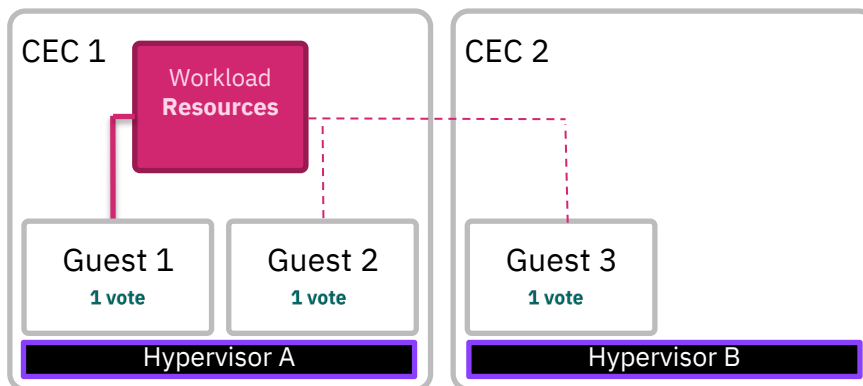 CEC 1
Workload
Resources
Guest 1
1 vote
Guest 2
1 vote
Hypervisor A
CEC 2
Guest 3
1 vote
Hypervisor B